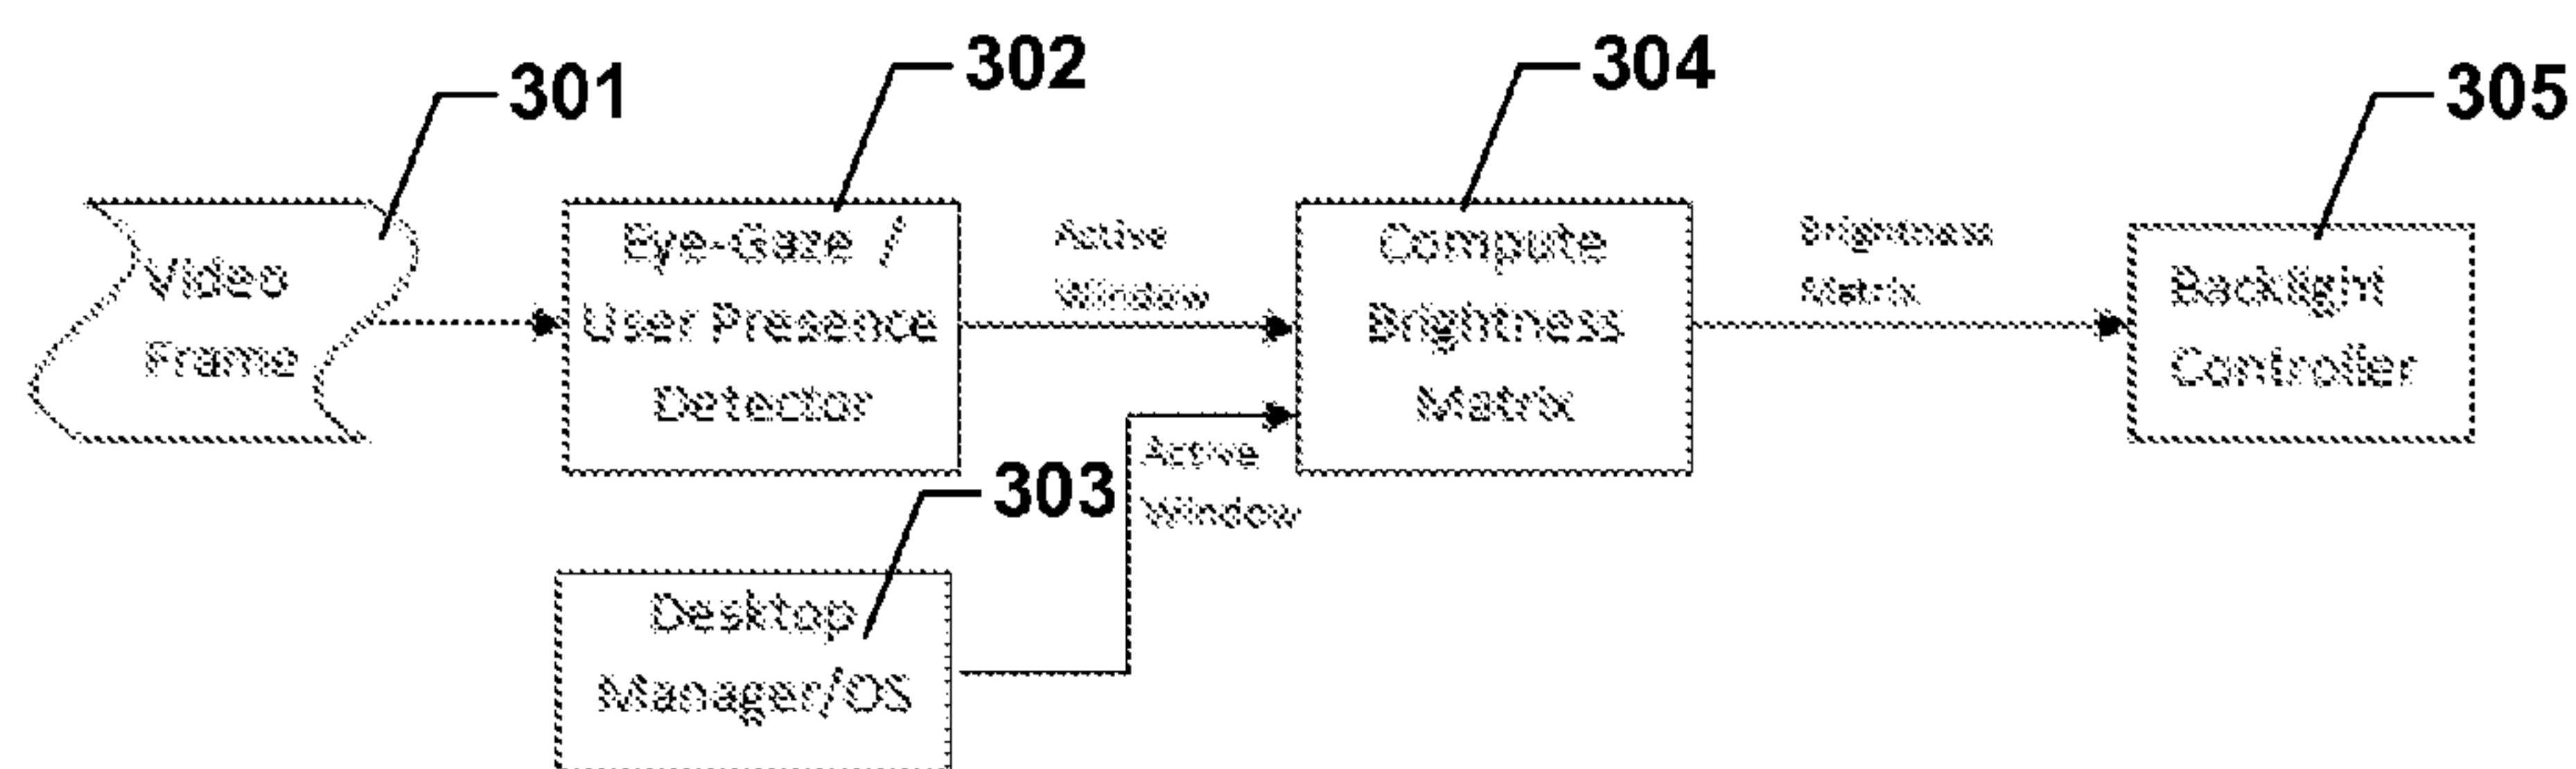 301
302
304
305
Video
Frame
Eye-Gaze /
User Presence
Detector
Active
Window
Compute
Brightness
Matrix
Brightness
Matrix
Backlight
Controller
303
Active
Window
Desktop
Manager/OS